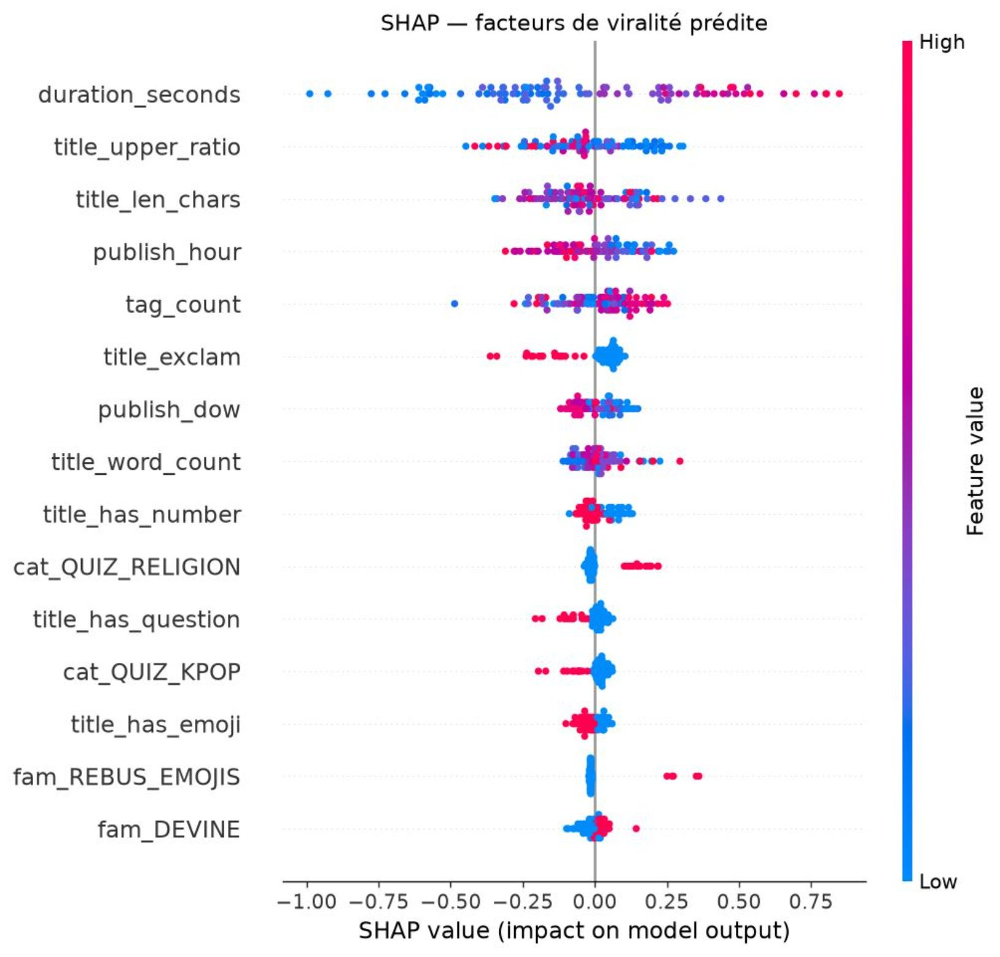 SHAP — facteurs de viralité prédite
High
duration_seconds
title_upper_ratio
title_len_chars
publish_hour
tag_count
title_exclam
publish_dow
title_word_count
title_has_number
cat_QUIZ_RELIGION
title_has_question
cat_QUIZ_KPOP
title_has_emoji
fam_REBUS_EMOJIS
fam_DEVINE
Feature value
Low
−1.00 −0.75 −0.50 −0.25 0.00 0.25 0.50 0.75
SHAP value (impact on model output)